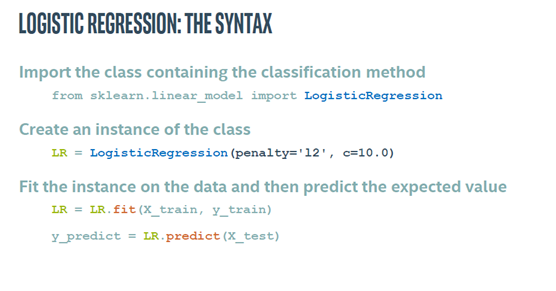 LOGISTIC REGRESSION: THE SYNTAX
Import the class containing the classification method
from sklearn.linear_model import LogisticRegression
Create an instance of the class
LR = LogisticRegression(penalty='l2', c=10.0)
Fit the instance on the data and then predict the expected value
LR = LR.fit(X_train, y_train)
y_predict = LR.predict(X_test)